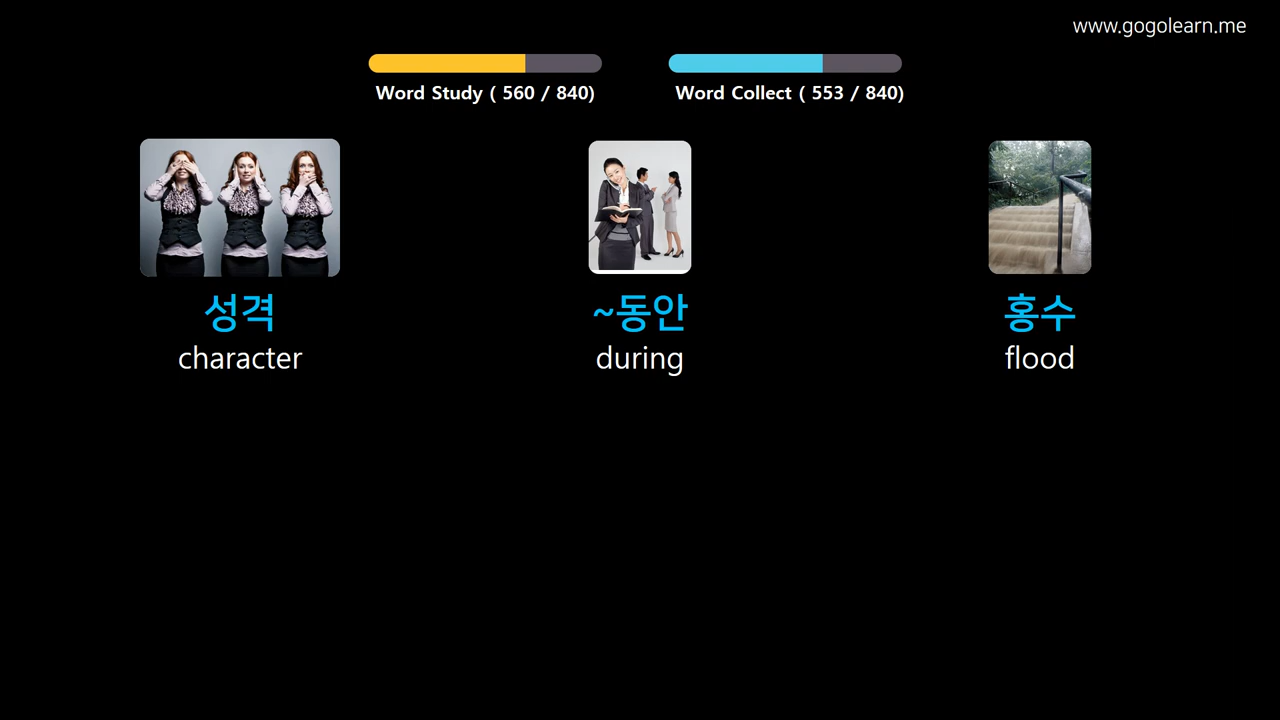 www.gogolearn.me
Word Study ( 560 / 840)
Word Collect ( 553 / 840)
성격
character
~동안
during
홍수
flood